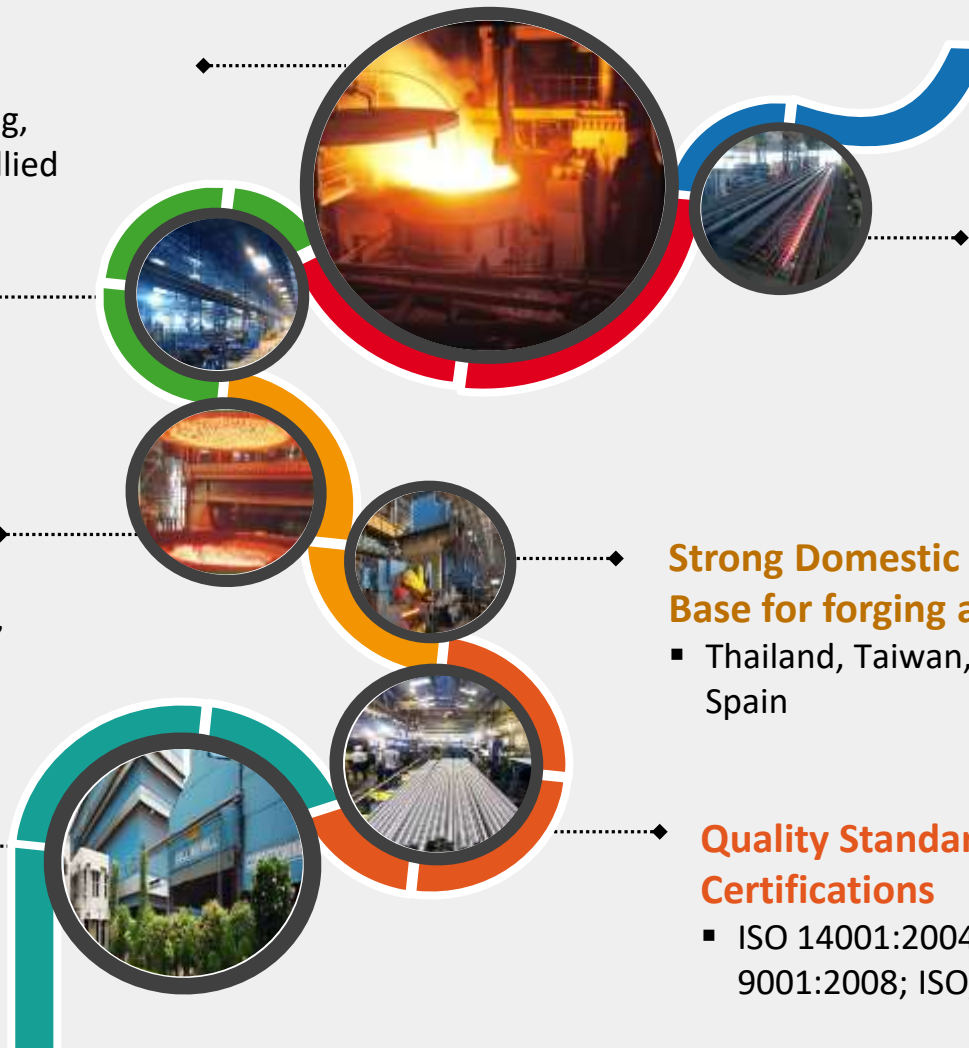 g,
llied
,
Strong Domestic
Base for forging a
Thailand, Taiwan,
Spain
Quality Standar
Certifications
ISO 14001:2004
9001:2008; ISO